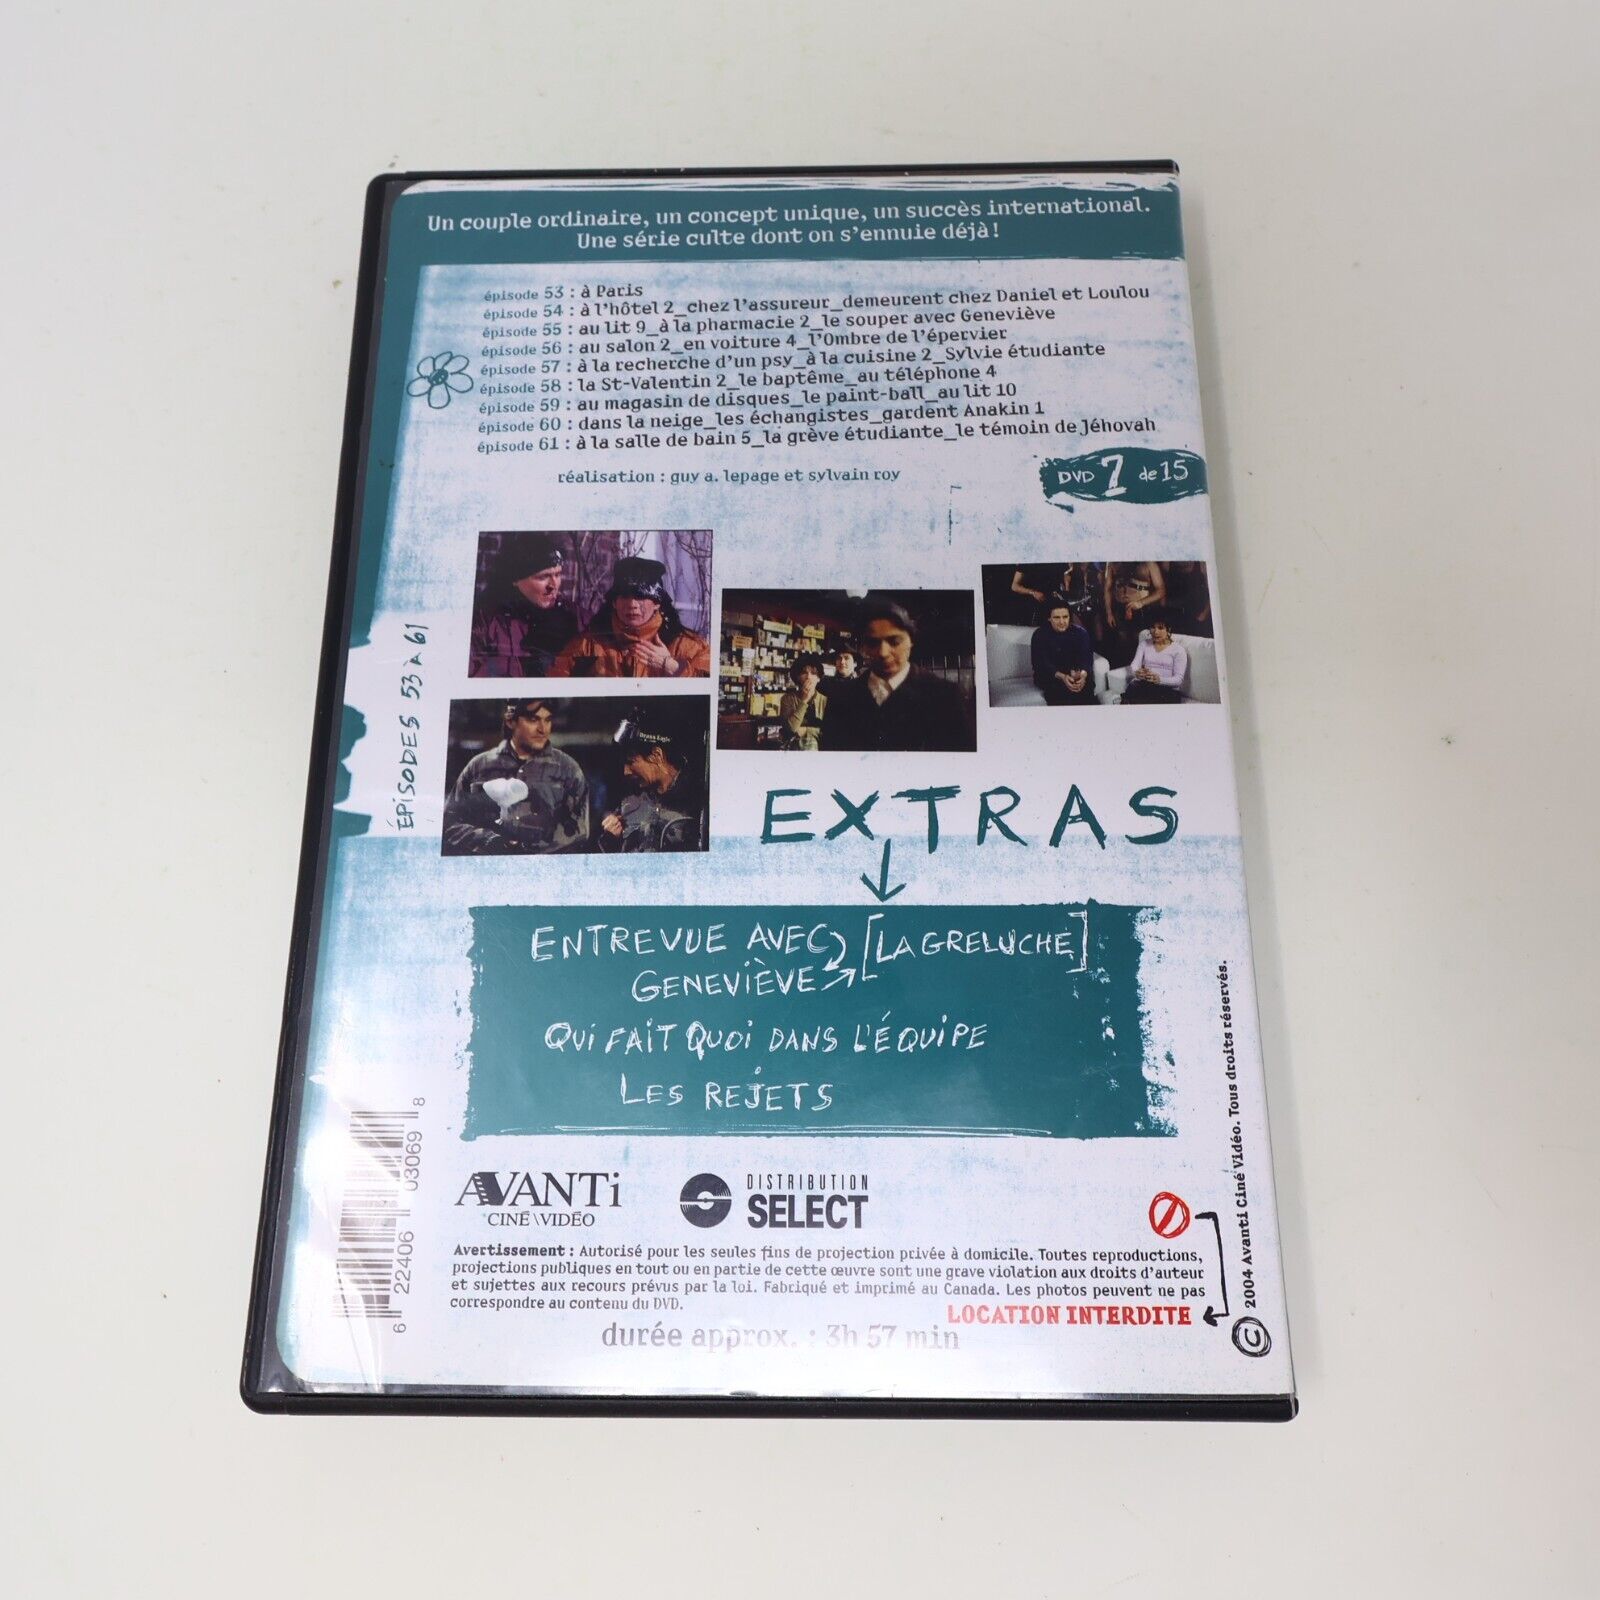 Un couple ordinaire, un concept unique, un succès international.
Une série culte dont on s'ennuie déjà!
épisode 53 : à Paris
épisode 54 : à l'hôtel 2_chez l'assureur_demeurent chez Daniel et Loulou
épisode 55 : au lit 9_à la pharmacie 2_le souper avec Geneviève
épisode 56 : au salon 2_en voiture 4_l'Ombre de l'épervier
épisode 57 : à la recherche d'un psy_à la cuisine 2_Sylvie étudiante
épisode 58 : la St-Valentin 2_le baptême_au téléphone 4
épisode 59 : au magasin de disques_le paint-ball_au lit 10
épisode 60 : dans la neige_les échangistes_gardent Anakin 1
épisode 61 : à la salle de bain 5_la grève étudiante_le témoin de Jéhovah
réalisation : guy a. lepage et sylvain roy
DVD 7 de 15
ÉPISODES 53 À 61
Brass Eagle
EXTRAS
ENTREVUE AVEC [LA GRELUCHE]
GENEVIÈVE
QUI FAIT QUOI DANS L'ÉQUIPE
LES REJETS
6 22406 03069 8
AVANTi
CINÉ\VIDÉO
DISTRIBUTION
SELECT
Avertissement : Autorisé pour les seules fins de projection privée à domicile. Toutes reproductions,
projections publiques en tout ou en partie de cette œuvre sont une grave violation aux droits d'auteur
et sujettes aux recours prévus par la loi. Fabriqué et imprimé au Canada. Les photos peuvent ne pas
correspondre au contenu du DVD.
LOCATION INTERDITE
durée approx. : 3h 57 min
© 2004 Avanti Ciné Vidéo. Tous droits réservés.